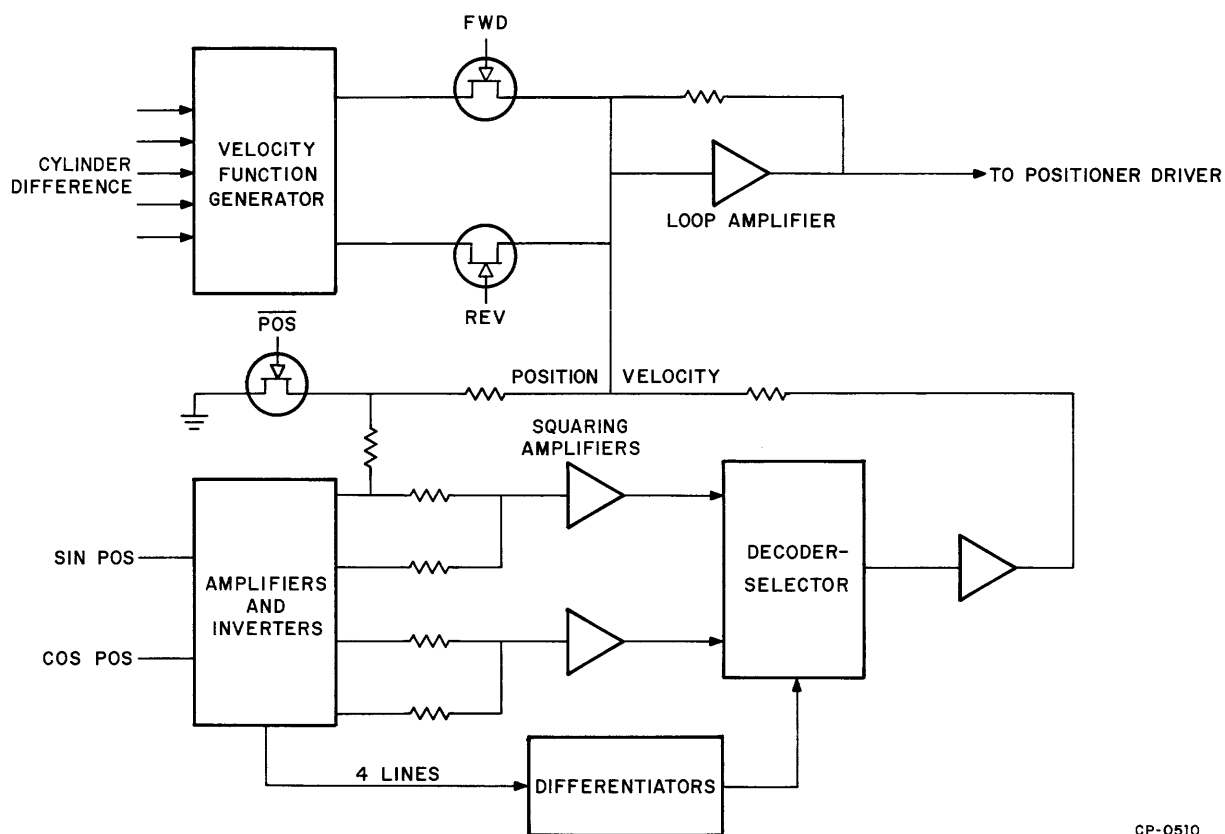 FWD
VELOCITY
FUNCTION
GENERATOR
CYLINDER
DIFFERENCE
TO POSITIONER DRIVER
LOOP AMPLIFIER
REV
POS
POSITION
VELOCITY
SQUARING
AMPLIFIERS
SIN POS
COS POS
AMPLIFIERS
AND
INVERTERS
DECODER-
SELECTOR
4 LINES
DIFFERENTIATORS
CP-0510